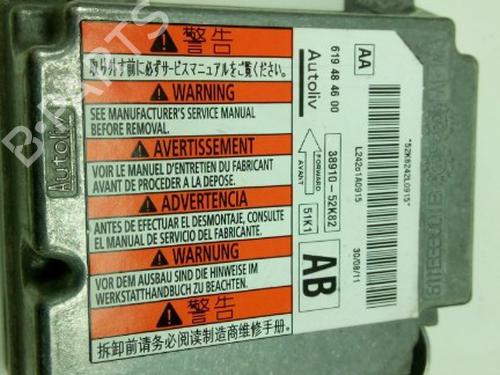 警告
取り外す前に必ずサービスマニュアルをご覧ください。
WARNING
SEE MANUFACTURER'S SERVICE MANUAL
BEFORE REMOVAL.
AVERTISSEMENT
VOIR LE MANUEL D'ENTRETIEN DU FABRICANT
AVANT DE PROCEDER A LA DEPOSE.
ADVERTENCIA
ANTES DE EFECTUAR EL DESMONTAJE, CONSULTE
EL MANUAL DE SERVICIO DEL FABRICANTE.
WARNUNG
VOR DEM AUSBAU SIND DIE HINWEISE IM
WERKSTATTHANDBUCH ZU BEACHTEN.
警告
拆卸前请务必阅读制造商维修手册.
Autoliv
619 48 46 00
AA
FORWARD
AVANT
38910-52K82
L242o1A0915
*52K8242L0915*
51K1
AB
30/08/11
Autoliv
B-PARTS